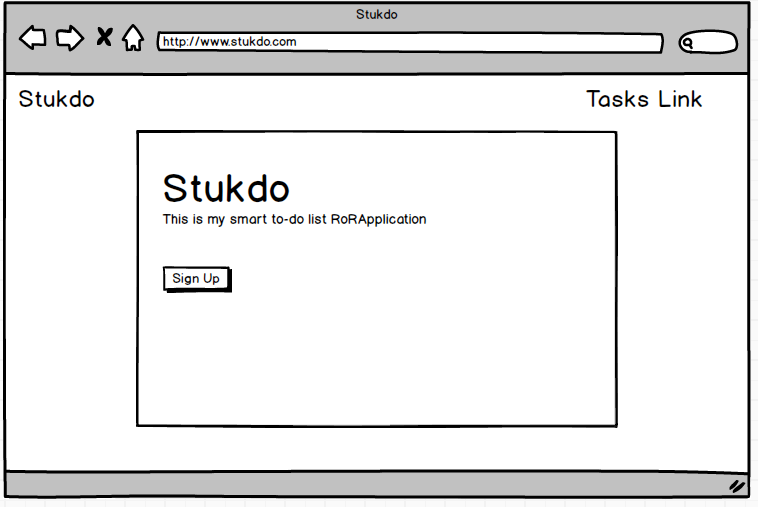 Stukdo
http://www.stukdo.com
Stukdo
Tasks Link
Stukdo
This is my smart to-do list RoRApplication
Sign Up